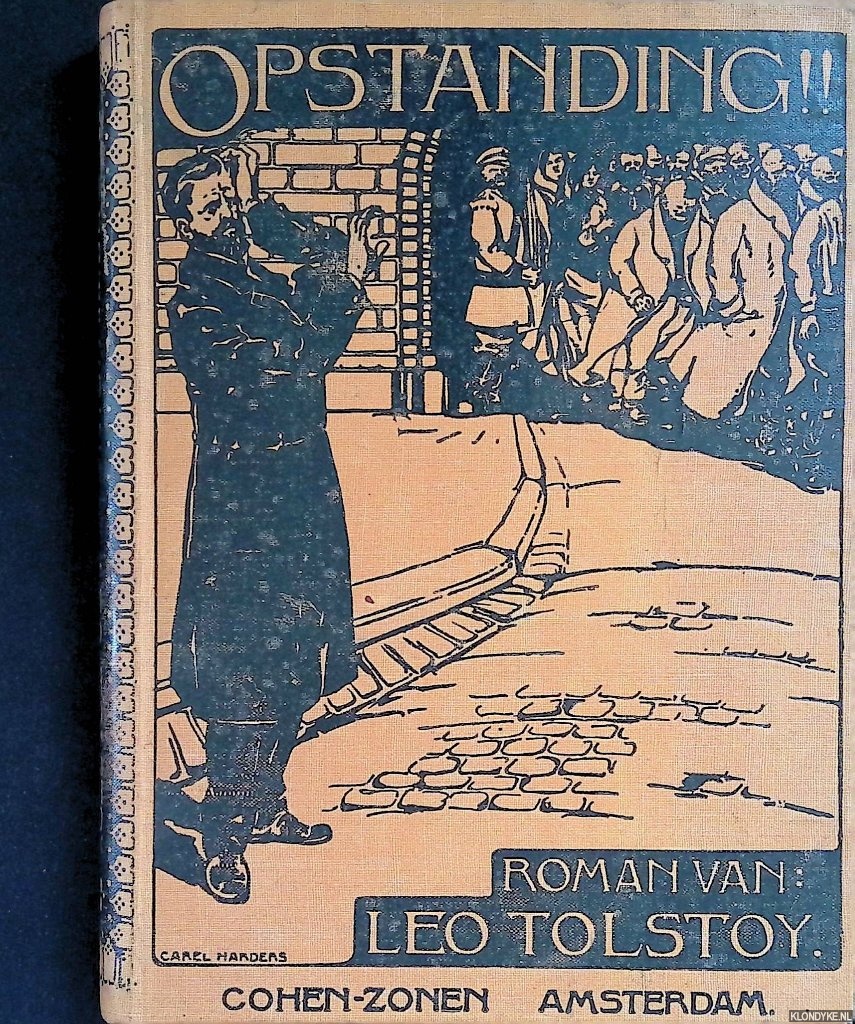 OPSTANDING!!
ROMAN VAN:
LEO TOLSTOY.
CAREL HARDERS
COHEN-ZONEN AMSTERDAM.
KLONDYKE.NL